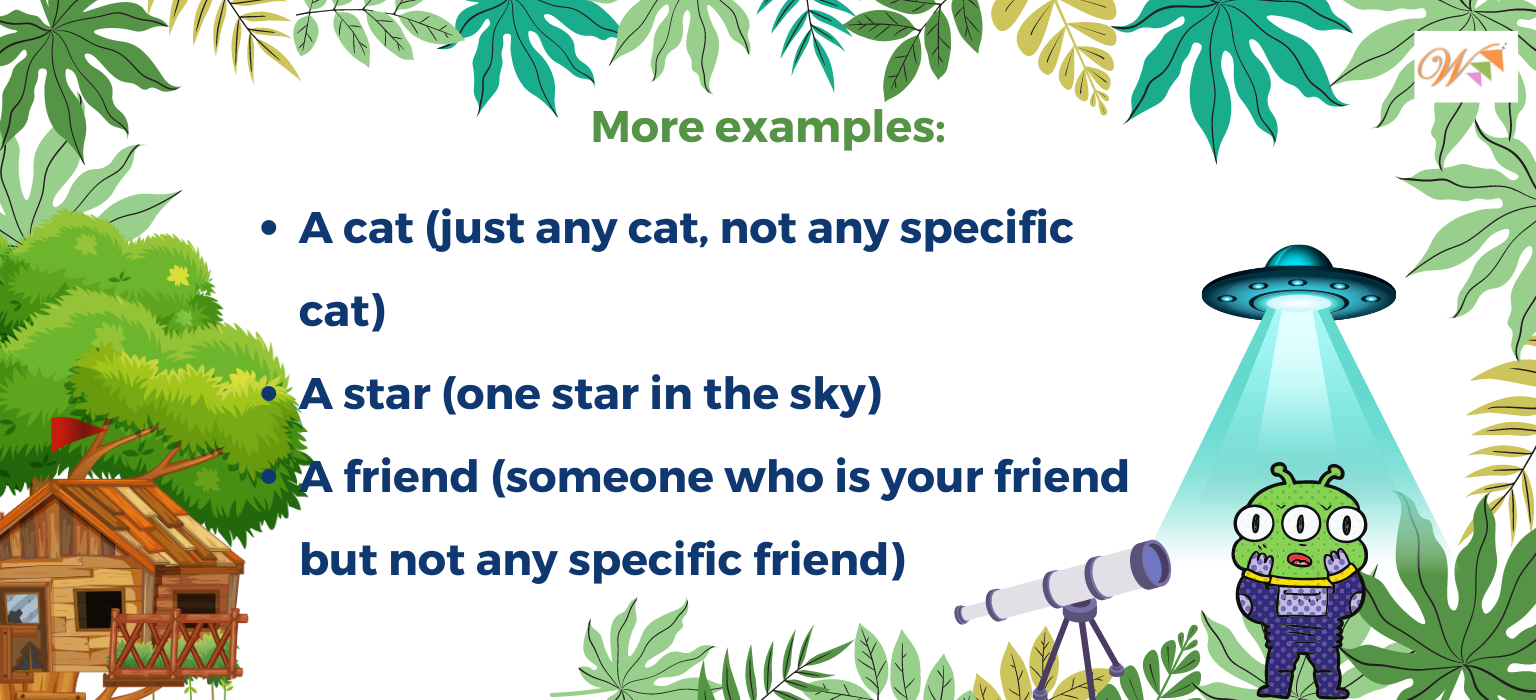 W
More examples:
• A cat (just any cat, not any specific
cat)
• A star (one star in the sky)
• A friend (someone who is your friend
but not any specific friend)